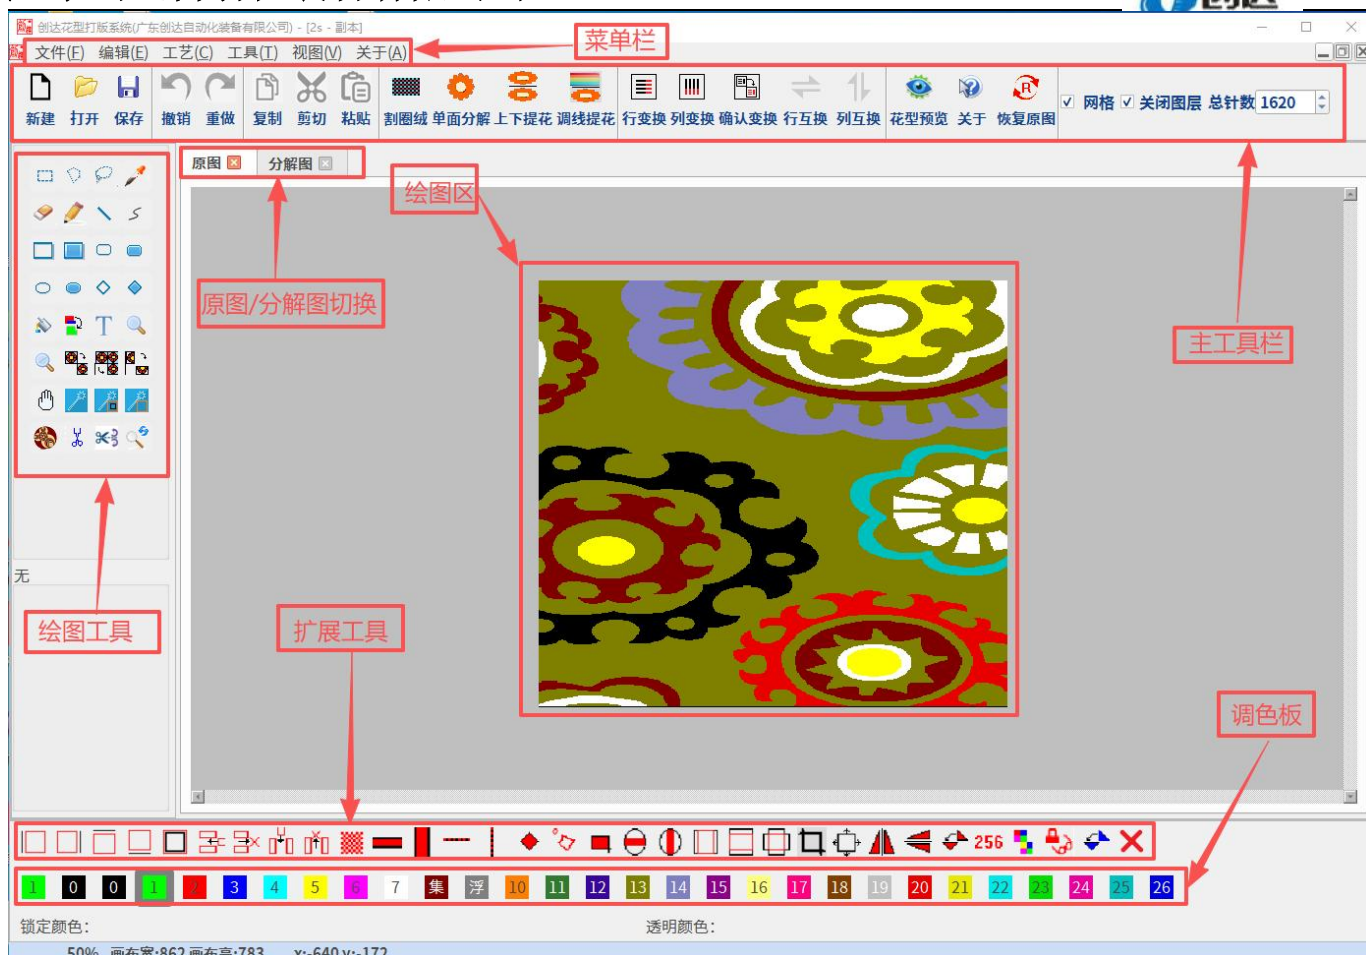 创达花型打版系统(广东创达自动化装备有限公司) - [2s - 副本]
文件(F) 编辑(E) 工艺(C) 工具(T) 视图(V) 关于(A)
菜单栏
新建 打开 保存 撤销 重做 复制 剪切 粘贴 割圈绒 单面分解 上下提花 调线提花 行变换 列变换 确认变换 行互换 列互换 花型预览 关于 恢复原图 网格 关闭图层 总针数 1620
原图 分解图
绘图区
原图/分解图切换
主工具栏
无
绘图工具
扩展工具
调色板
256
1 0 0 1 2 3 4 5 6 7 集 浮 10 11 12 13 14 15 16 17 18 19 20 21 22 23 24 25 26
锁定颜色: 透明颜色:
50% 画布宽:862 画布高:783 x:-640 y:-172